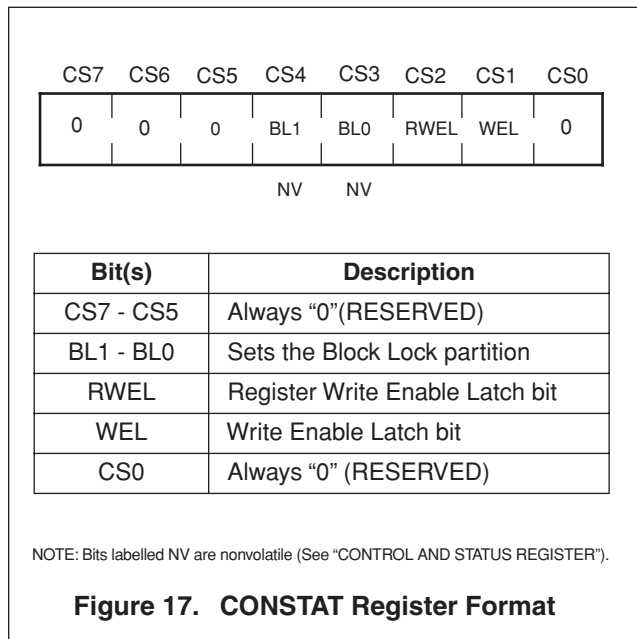 CS7 CS6 CS5 CS4 CS3 CS2 CS1 CS0
0 0 0 BL1 BL0 RWEL WEL 0
NV NV
Bit(s) Description
CS7 - CS5 Always “0”(RESERVED)
BL1 - BL0 Sets the Block Lock partition
RWEL Register Write Enable Latch bit
WEL Write Enable Latch bit
CS0 Always “0” (RESERVED)
NOTE: Bits labelled NV are nonvolatile (See “CONTROL AND STATUS REGISTER”).
Figure 17. CONSTAT Register Format